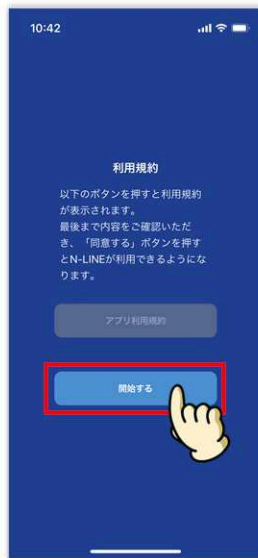 10:42
利用規約
以下のボタンを押すと利用規約
が表示されます。
最後まで内容をご確認いただ
き、「同意する」ボタンを押す
とN-LINEが利用できるようにな
ります。
アプリ利用規約
開始する